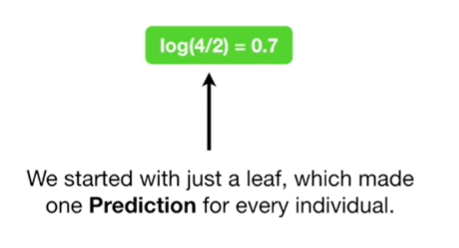 log(4/2) = 0.7
We started with just a leaf, which made
one Prediction for every individual.